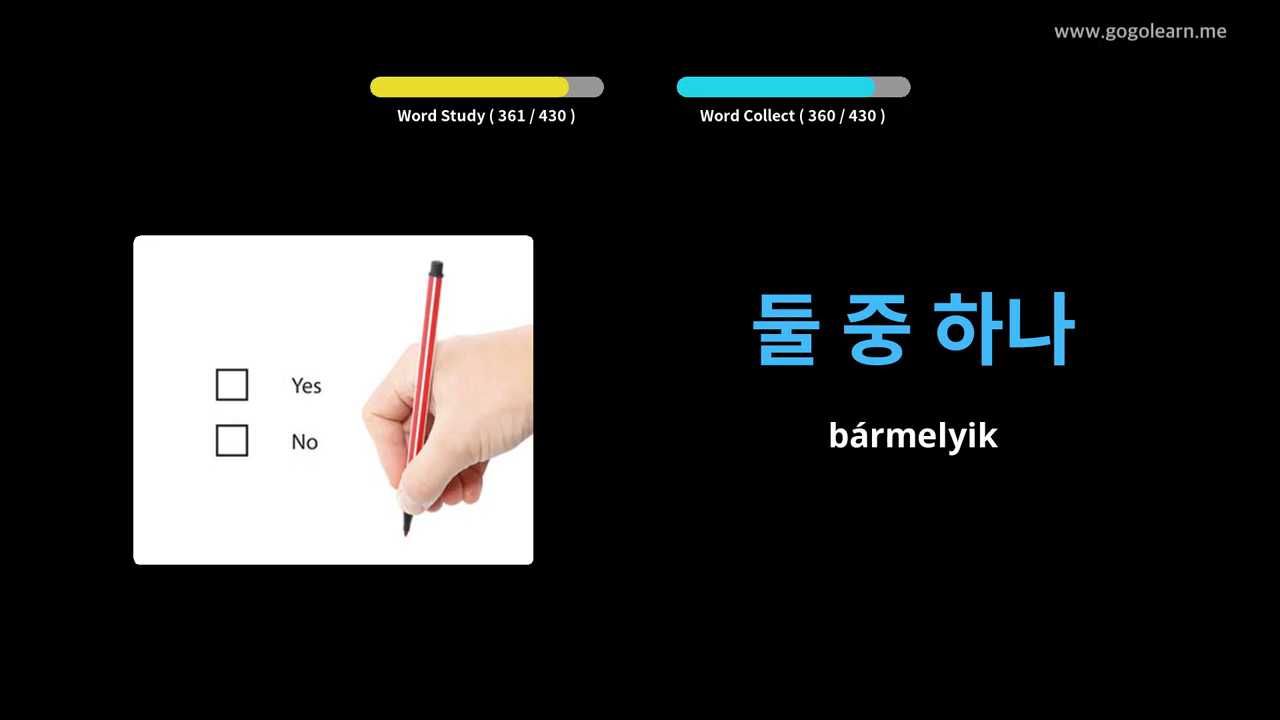 www.gogolearn.me
Word Study ( 361 / 430 )
Word Collect ( 360 / 430 )
Yes
No
둘 중 하나
bármelyik